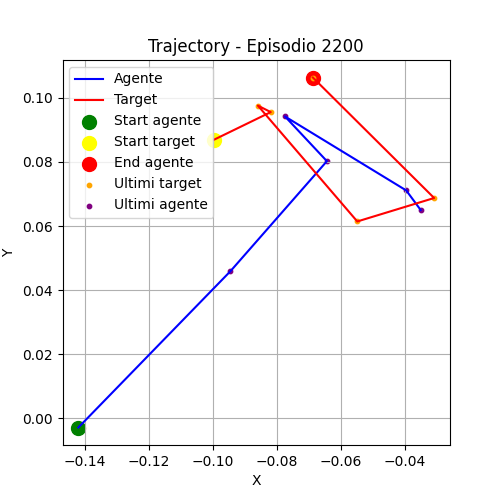 Trajectory - Episodio 2200
Agente
Target
Start agente
Start target
End agente
Ultimi target
Ultimi agente
0.10
0.08
0.06
0.04
0.02
0.00
Y
−0.14 −0.12 −0.10 −0.08 −0.06 −0.04
X